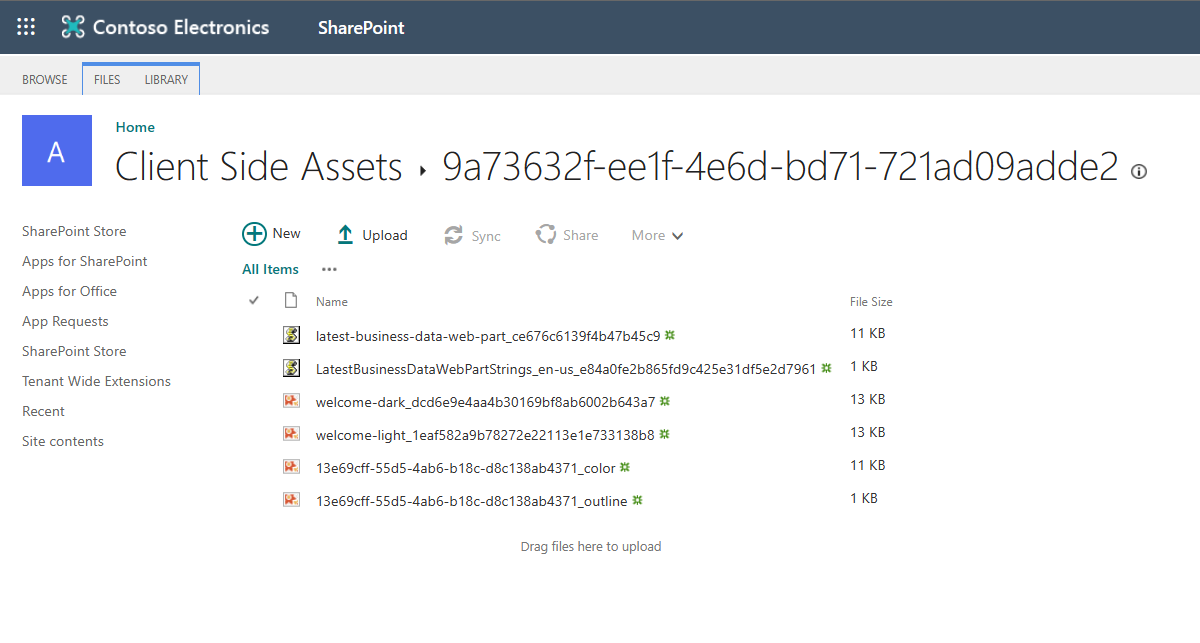 Contoso Electronics SharePoint
BROWSE FILES LIBRARY
A
Home
Client Side Assets ▸ 9a73632f-ee1f-4e6d-bd71-721ad09adde2
SharePoint Store
Apps for SharePoint
Apps for Office
App Requests
SharePoint Store
Tenant Wide Extensions
Recent
Site contents
New Upload Sync Share More
All Items ...
Name File Size
latest-business-data-web-part_ce676c6139f4b47b45c9 11 KB
LatestBusinessDataWebPartStrings_en-us_e84a0fe2b865fd9c425e31df5e2d7961 1 KB
welcome-dark_dcd6e9e4aa4b30169bf8ab6002b643a7 13 KB
welcome-light_1eaf582a9b78272e22113e1e733138b8 13 KB
13e69cff-55d5-4ab6-b18c-d8c138ab4371_color 11 KB
13e69cff-55d5-4ab6-b18c-d8c138ab4371_outline 1 KB
Drag files here to upload